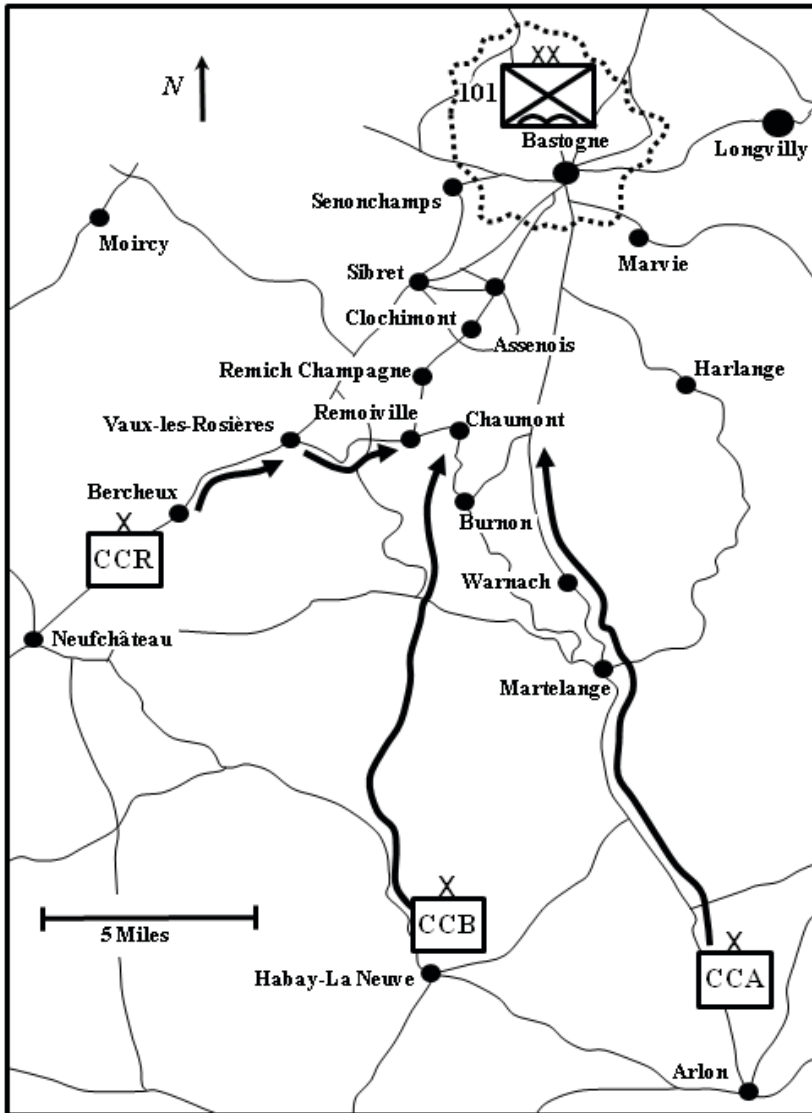 XX
101
Bastogne
N
Longvilly
Senonchamps
Moircy
Marvie
Sibret
Clochimont
Assenois
Harlange
Remich Champagne
Remoiville
Chaumont
Vaux-les-Rosières
Bercheux
X
CCR
Burnon
Warnach
Neufchâteau
Martelange
X
CCB
5 Miles
X
CCA
Habay-La Neuve
Arlon